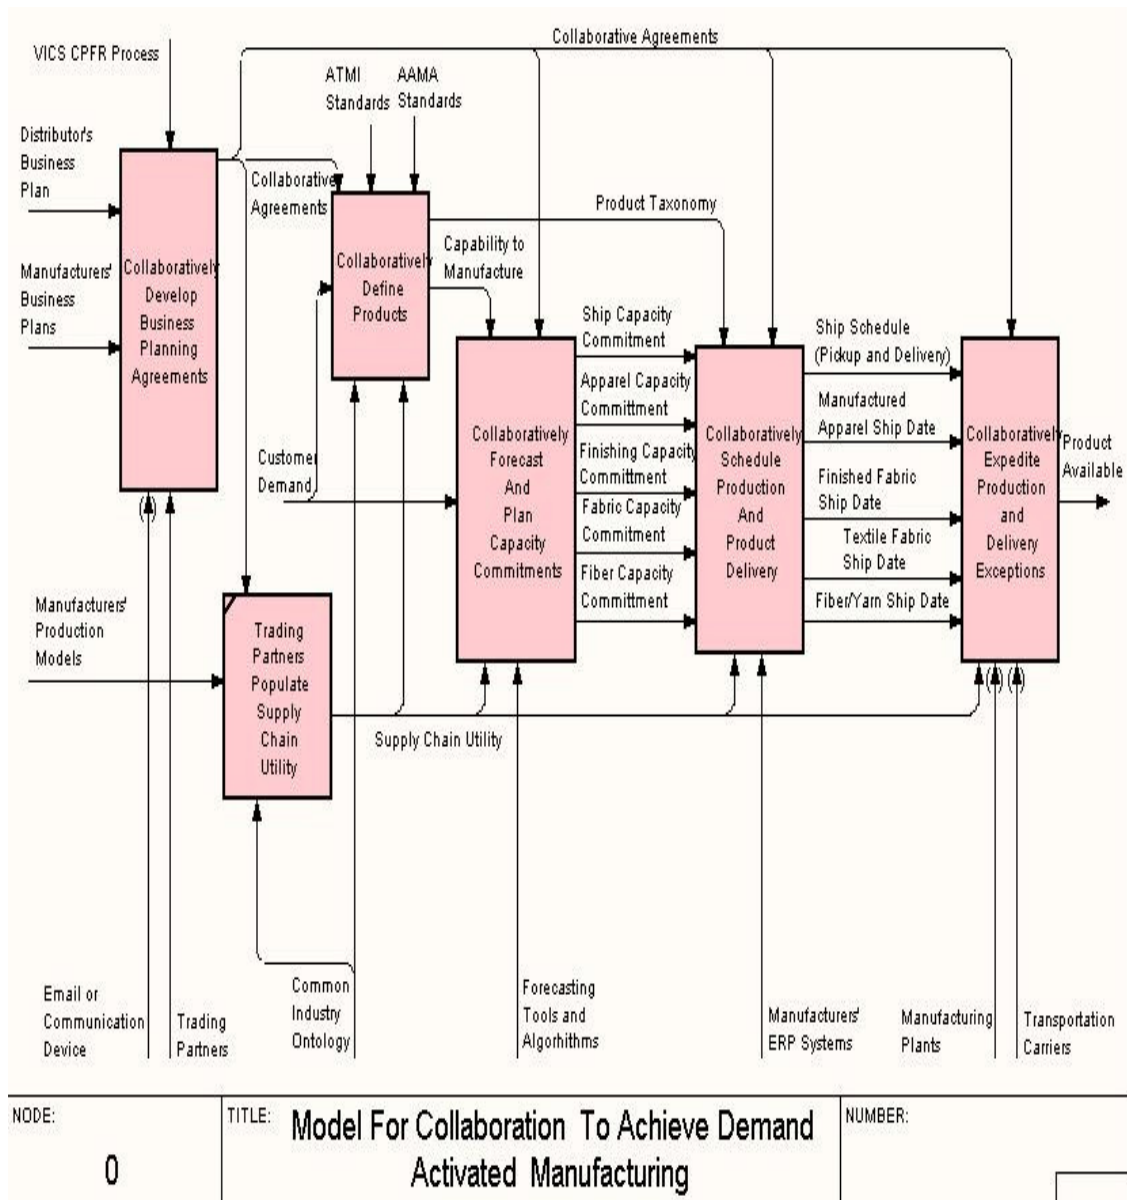 Collaborative Agreements
VICS CPFR Process
ATMI
Standards
AAMA
Standards
Distributor's
Business
Plan
Collaborative
Agreements
Product Taxonomy
Capability to
Manufacture
Manufacturers'
Business
Plans
Collaboratively
Develop
Business
Planning
Agreements
Collaboratively
Define
Products
Ship Capacity
Commitment
Apparel Capacity
Committment
Finishing Capacity
Committment
Fabric Capacity
Commitment
Fiber Capacity
Committment
Ship Schedule
(Pickup and Delivery)
Manufactured
Apparel Ship Date
Finished Fabric
Ship Date
Textile Fabric
Ship Date
Fiber/Yarn Ship Date
Customer
Demand
Collaboratively
Forecast
And
Plan
Capacity
Commitments
Collaboratively
Schedule
Production
And
Product
Delivery
Collaboratively
Expedite
Production
and
Delivery
Exceptions
Product
Available
Manufacturers'
Production
Models
Trading
Partners
Populate
Supply
Chain
Utility
Supply Chain Utility
Email or
Communication
Device
Trading
Partners
Common
Industry
Ontology
Forecasting
Tools and
Algorhithms
Manufacturers'
ERP Systems
Manufacturing
Plants
Transportation
Carriers
NODE:
0
TITLE:
Model For Collaboration To Achieve Demand
Activated Manufacturing
NUMBER: